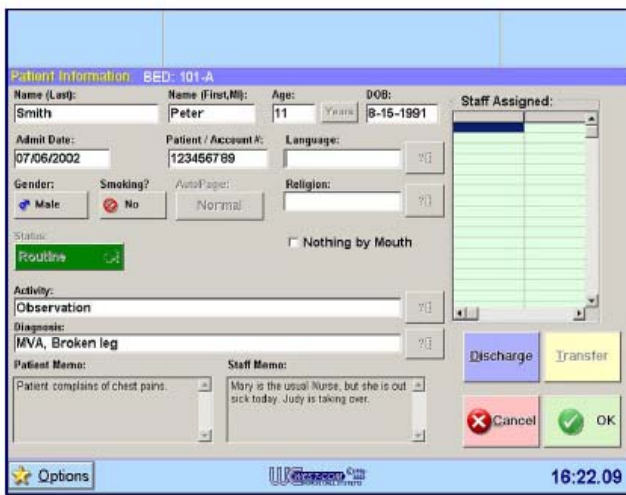 Patient Information BED: 101-A
Name (Last): Name (First,MI): Age: DOB:
Smith Peter 11 Years 8-15-1991
Staff Assigned:
Admit Date: Patient / Account #: Language:
07/06/2002 123456789
Gender: Smoking? AutoPage: Religion:
Male No Normal
Status:
Routine
Nothing by Mouth
Activity:
Observation
Diagnosis:
MVA, Broken leg
Patient Memo: Staff Memo:
Patient complains of chest pains.
Mary is the usual Nurse, but she is out
sick today. Judy is taking over.
Discharge Transfer
Cancel OK
Options 16:22.09